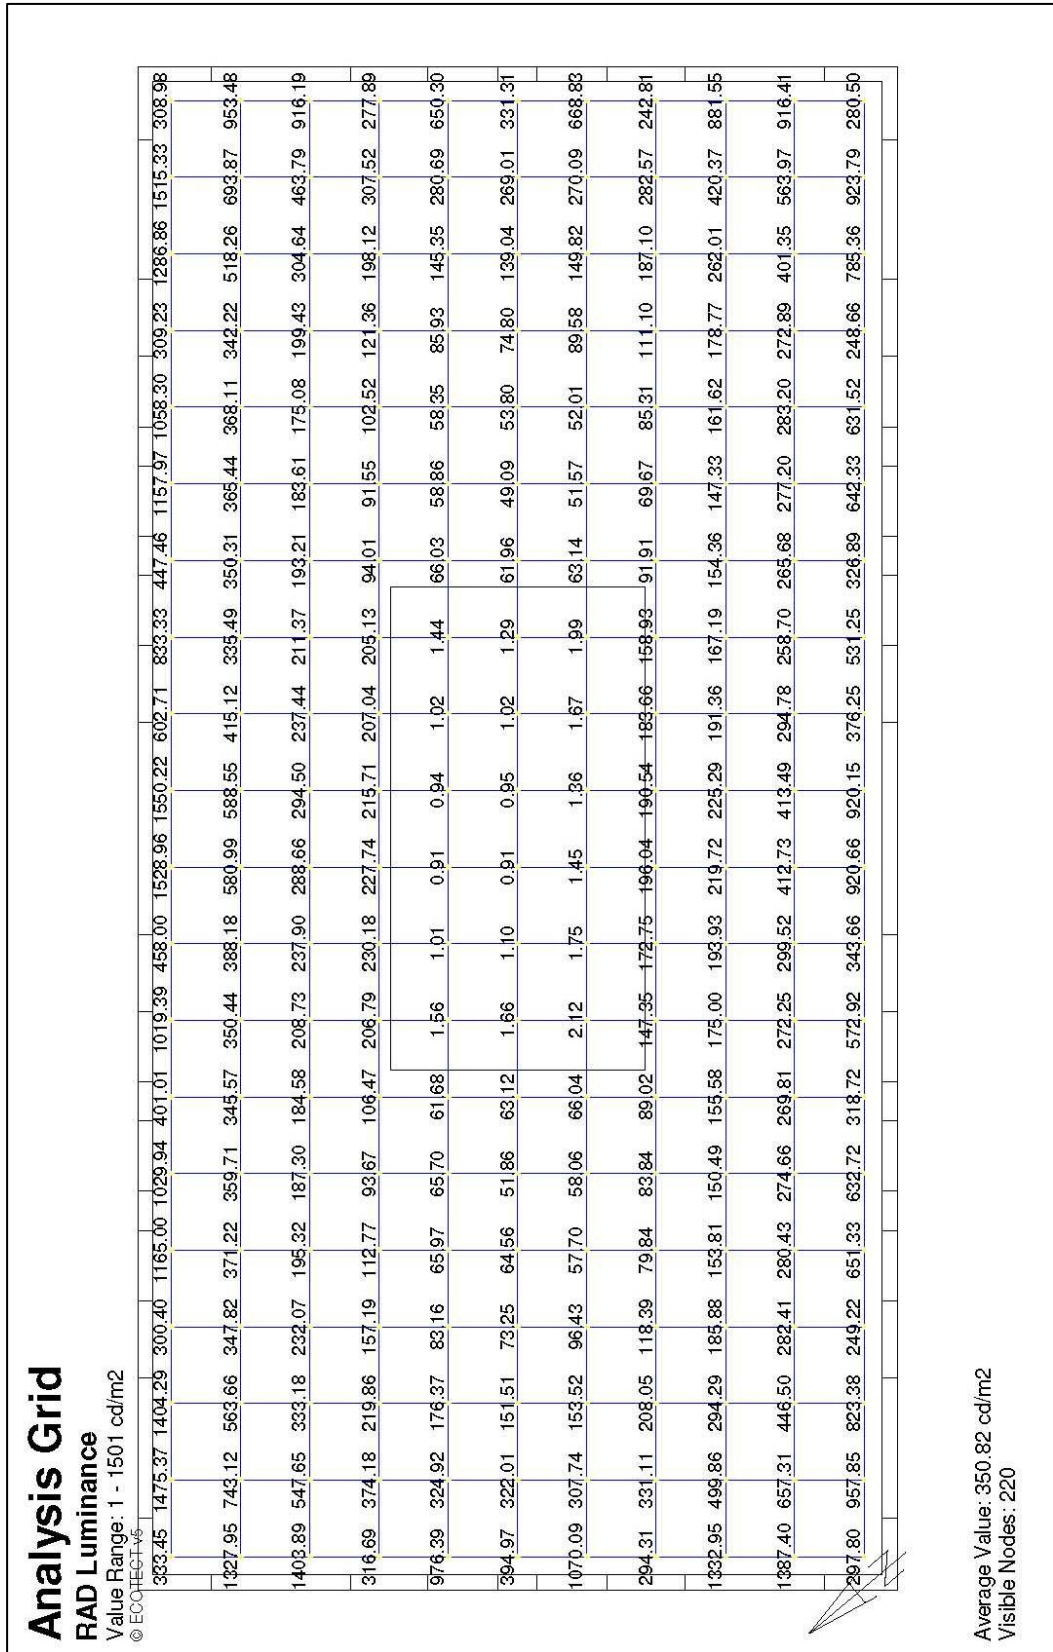 Analysis Grid
RAD Luminance
Value Range: 1 - 1501 cd/m2
© ECOTECT v5
333.45 1475.37 1404.29 300.40 1165.00 1029.94 401.01 1019.39 458.00 1528.96 1550.22 602.71 833.33 447.46 1157.97 1058.30 309.23 1286.86 1515.33 308.98
1327.95 743.12 563.66 347.82 371.22 359.71 345.57 350.44 388.18 580.99 588.55 415.12 335.49 350.31 365.44 368.11 342.22 518.26 693.87 953.48
1403.89 547.65 333.18 232.07 195.32 187.30 184.58 208.73 237.90 288.66 294.50 237.44 211.37 193.21 183.61 175.08 199.43 304.64 463.79 916.19
316.69 374.18 219.86 157.19 112.77 93.67 106.47 206.79 230.18 227.74 215.71 207.04 205.13 94.01 91.55 102.52 121.36 198.12 307.52 277.89
976.39 324.92 176.37 83.16 65.97 65.70 61.68 1.56 1.01 0.91 0.94 1.02 1.44 66.03 58.86 58.35 85.93 145.35 280.69 650.30
394.97 322.01 151.51 73.25 64.56 51.86 63.12 1.66 1.10 0.91 0.95 1.02 1.29 61.96 49.09 53.80 74.80 139.04 269.01 331.31
1070.09 307.74 153.52 96.43 57.70 58.06 66.04 2.12 1.75 1.45 1.36 1.67 1.99 63.14 51.57 52.01 89.58 149.82 270.09 668.83
294.31 331.11 208.05 118.39 79.84 83.84 89.02 147.35 172.75 196.04 190.54 183.66 158.93 91.91 69.67 85.31 111.10 187.10 282.57 242.81
1332.95 499.86 294.29 185.88 153.81 150.49 155.58 175.00 193.93 219.72 225.29 191.36 167.19 154.36 147.33 161.62 178.77 262.01 420.37 881.55
1387.40 657.31 446.50 282.41 280.43 274.66 269.81 272.25 299.52 412.73 413.49 294.78 258.70 265.68 277.20 283.20 272.89 401.35 563.97 916.41
297.80 957.85 823.38 249.22 651.33 632.72 318.72 572.92 343.66 920.66 920.15 376.25 531.25 326.89 642.33 631.52 248.66 785.36 923.79 280.50
Average Value: 350.82 cd/m2
Visible Nodes: 220